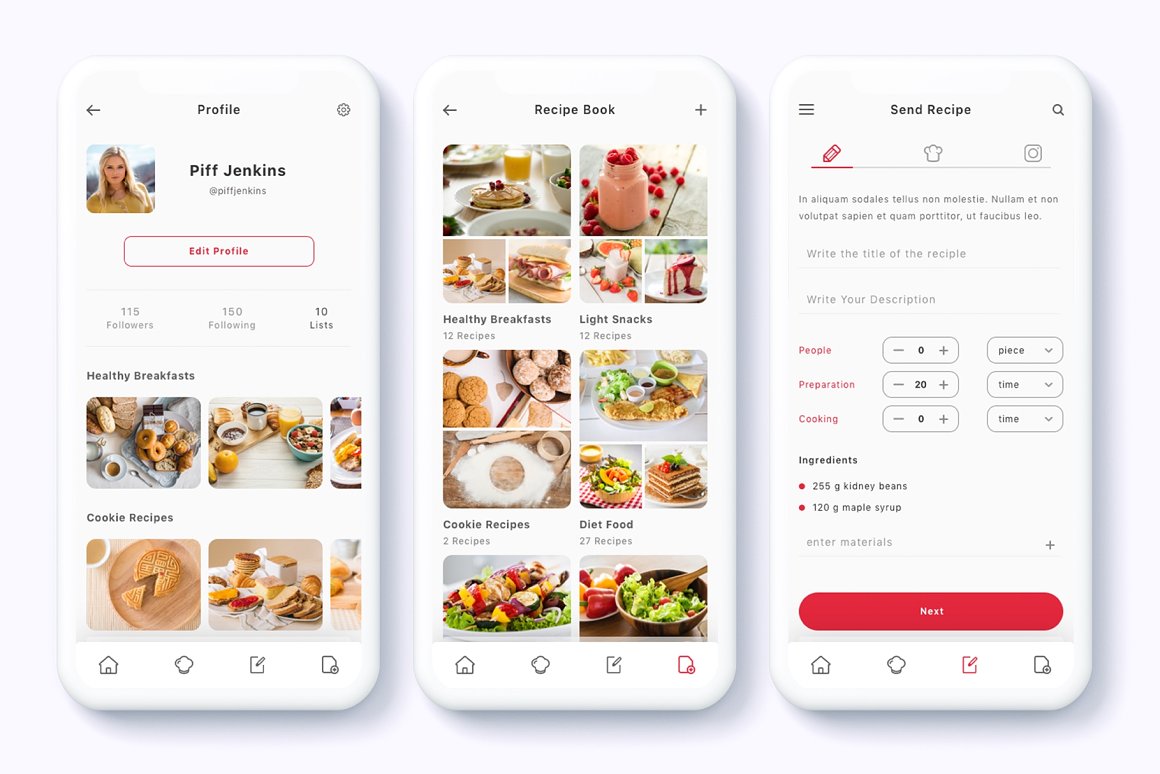 Profile
Piff Jenkins
@piffjenkins
Edit Profile
115
Followers
150
Following
10
Lists
Healthy Breakfasts
Cookie Recipes
Recipe Book
Healthy Breakfasts
12 Recipes
Light Snacks
12 Recipes
Cookie Recipes
2 Recipes
Diet Food
27 Recipes
Send Recipe
In aliquam sodales tellus non molestie. Nullam et non
volutpat sapien et quam porttitor, ut faucibus leo.
Write the title of the reciple
Write Your Description
People
0
piece
Preparation
20
time
Cooking
0
time
Ingredients
255 g kidney beans
120 g maple syrup
enter materials
Next